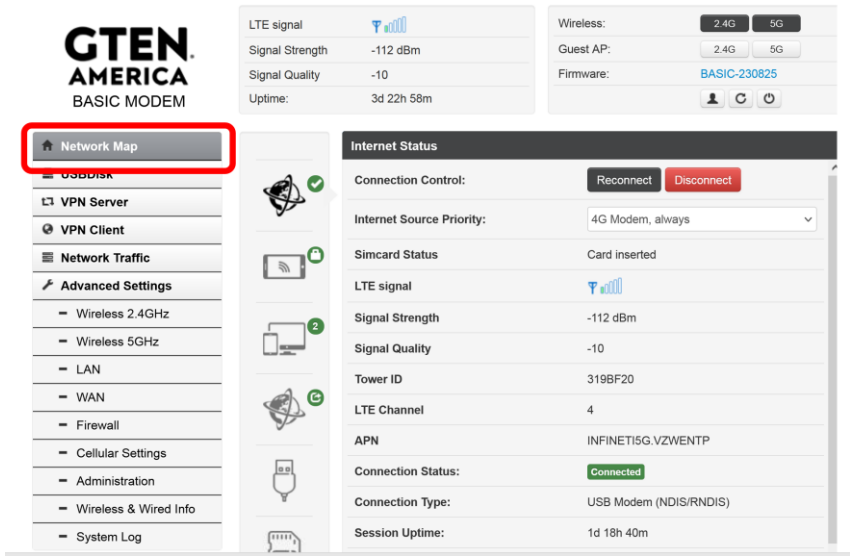 GTEN.
AMERICA
BASIC MODEM
LTE signal
Signal Strength -112 dBm
Signal Quality -10
Uptime: 3d 22h 58m
Wireless: 2.4G 5G
Guest AP: 2.4G 5G
Firmware: BASIC-230825
Network Map
USBDisk
VPN Server
VPN Client
Network Traffic
Advanced Settings
Wireless 2.4GHz
Wireless 5GHz
LAN
WAN
Firewall
Cellular Settings
Administration
Wireless & Wired Info
System Log
2
Internet Status
Connection Control: Reconnect Disconnect
Internet Source Priority: 4G Modem, always
Simcard Status Card inserted
LTE signal
Signal Strength -112 dBm
Signal Quality -10
Tower ID 319BF20
LTE Channel 4
APN INFINETI5G.VZWENTP
Connection Status: Connected
Connection Type: USB Modem (NDIS/RNDIS)
Session Uptime: 1d 18h 40m